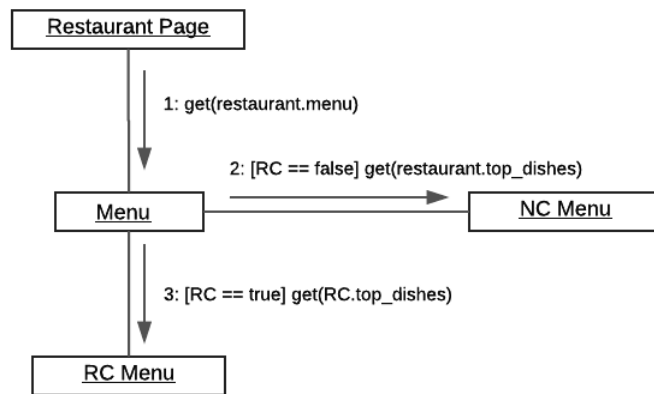 Restaurant Page
1: get(restaurant.menu)
2: [RC == false] get(restaurant.top_dishes)
Menu
NC Menu
3: [RC == true] get(RC.top_dishes)
RC Menu